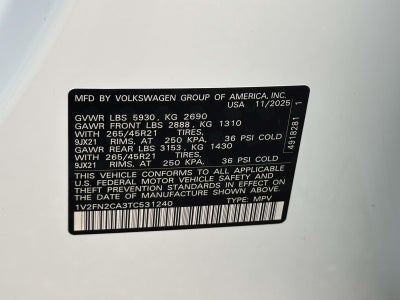 MFD BY VOLKSWAGEN GROUP OF AMERICA, INC.
USA 11/2025
GVWR LBS 5930, KG 2690
GAWR FRONT LBS 2888, KG 1310
WITH 265/45R21 TIRES,
9JX21 RIMS, AT 250 KPA, 36 PSI COLD
GAWR REAR LBS 3153, KG 1430
WITH 265/45R21 TIRES,
9JX21 RIMS, AT 250 KPA, 36 PSI COLD
THIS VEHICLE CONFORMS TO ALL APPLICABLE
U.S. FEDERAL MOTOR VEHICLE SAFETY STANDARDS IN EFFECT
ON THE DATE OF MANUFACTURE SHOWN ABOVE.
1V2FN2CA3TC531240 TYPE: MPV
4918281 1